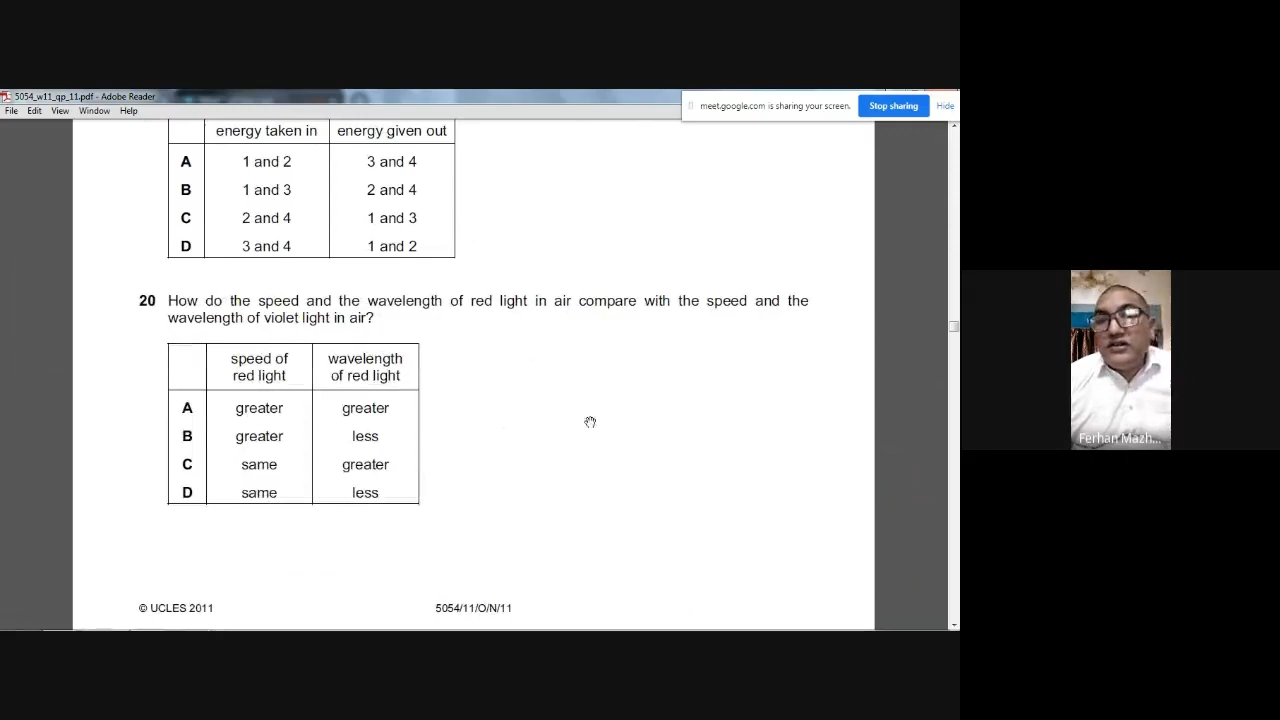 5054_w11_qp_11.pdf - Adobe Reader
File Edit View Window Help
meet.google.com is sharing your screen. Stop sharing Hide
energy taken in energy given out
A 1 and 2 3 and 4
B 1 and 3 2 and 4
C 2 and 4 1 and 3
D 3 and 4 1 and 2
20 How do the speed and the wavelength of red light in air compare with the speed and the
wavelength of violet light in air?
speed of wavelength
red light of red light
A greater greater
B greater less
C same greater
D same less
© UCLES 2011 5054/11/O/N/11
Ferhan Mazh...